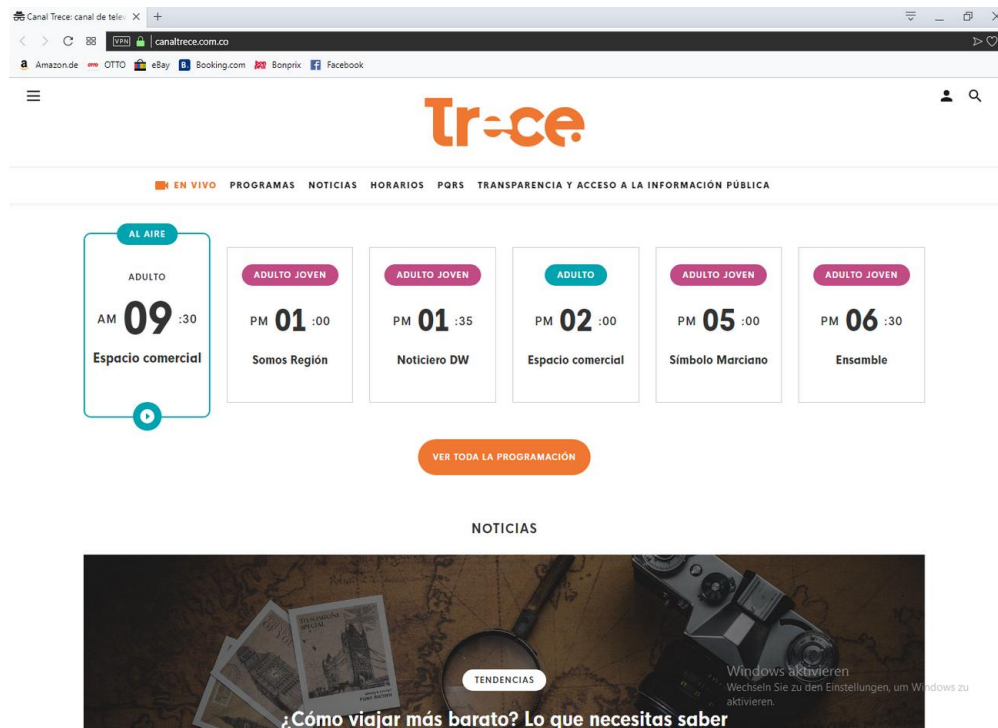 Canal Trece: canal de telev
VPN canaltrece.com.co
Amazon.de OTTO eBay Booking.com Bonprix Facebook
Trece
EN VIVO PROGRAMAS NOTICIAS HORARIOS PQRS TRANSPARENCIA Y ACCESO A LA INFORMACIÓN PÚBLICA
AL AIRE
ADULTO
AM 09 :30
Espacio comercial
ADULTO JOVEN
PM 01 :00
Somos Región
ADULTO JOVEN
PM 01 :35
Noticiero DW
ADULTO
PM 02 :00
Espacio comercial
ADULTO JOVEN
PM 05 :00
Símbolo Marciano
ADULTO JOVEN
PM 06 :30
Ensamble
VER TODA LA PROGRAMACIÓN
NOTICIAS
TENDENCIAS
¿Cómo viajar más barato? Lo que necesitas saber
Windows aktivieren
Wechseln Sie zu den Einstellungen, um Windows zu
aktivieren.